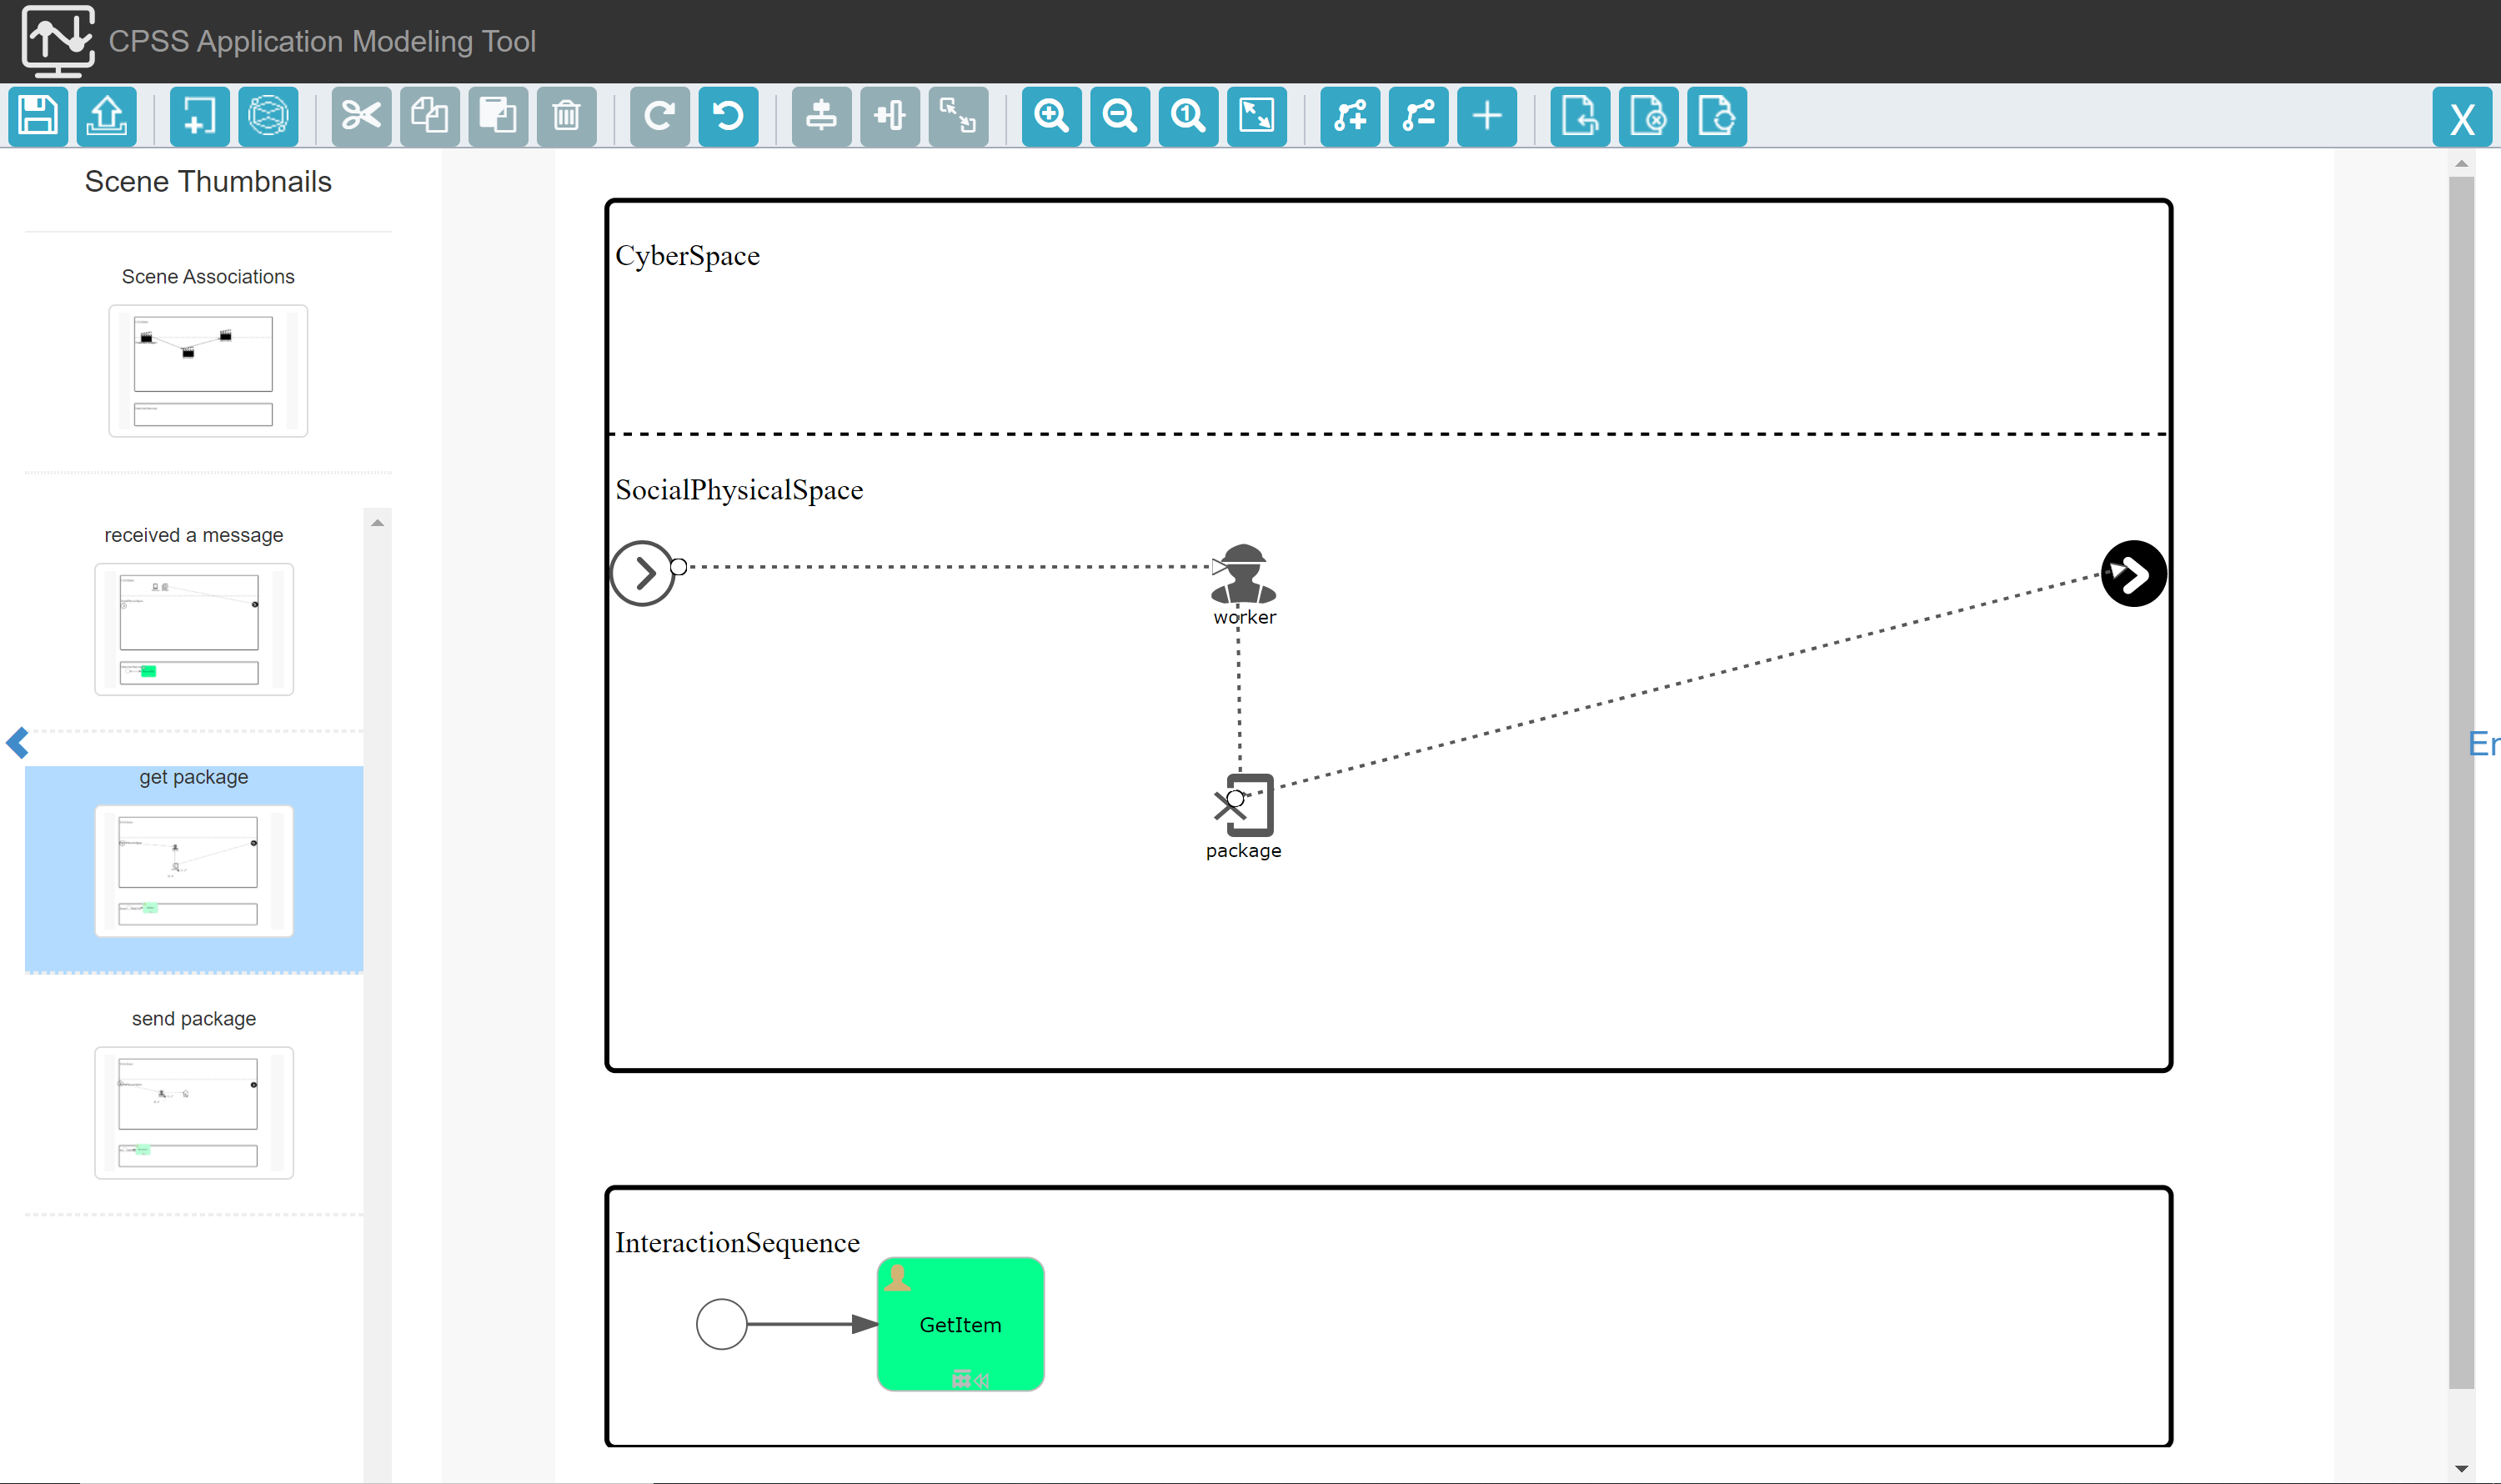 CPSS Application Modeling Tool
X
Scene Thumbnails
Scene Associations
received a message
get package
send package
CyberSpace
SocialPhysicalSpace
worker
package
InteractionSequence
GetItem
En